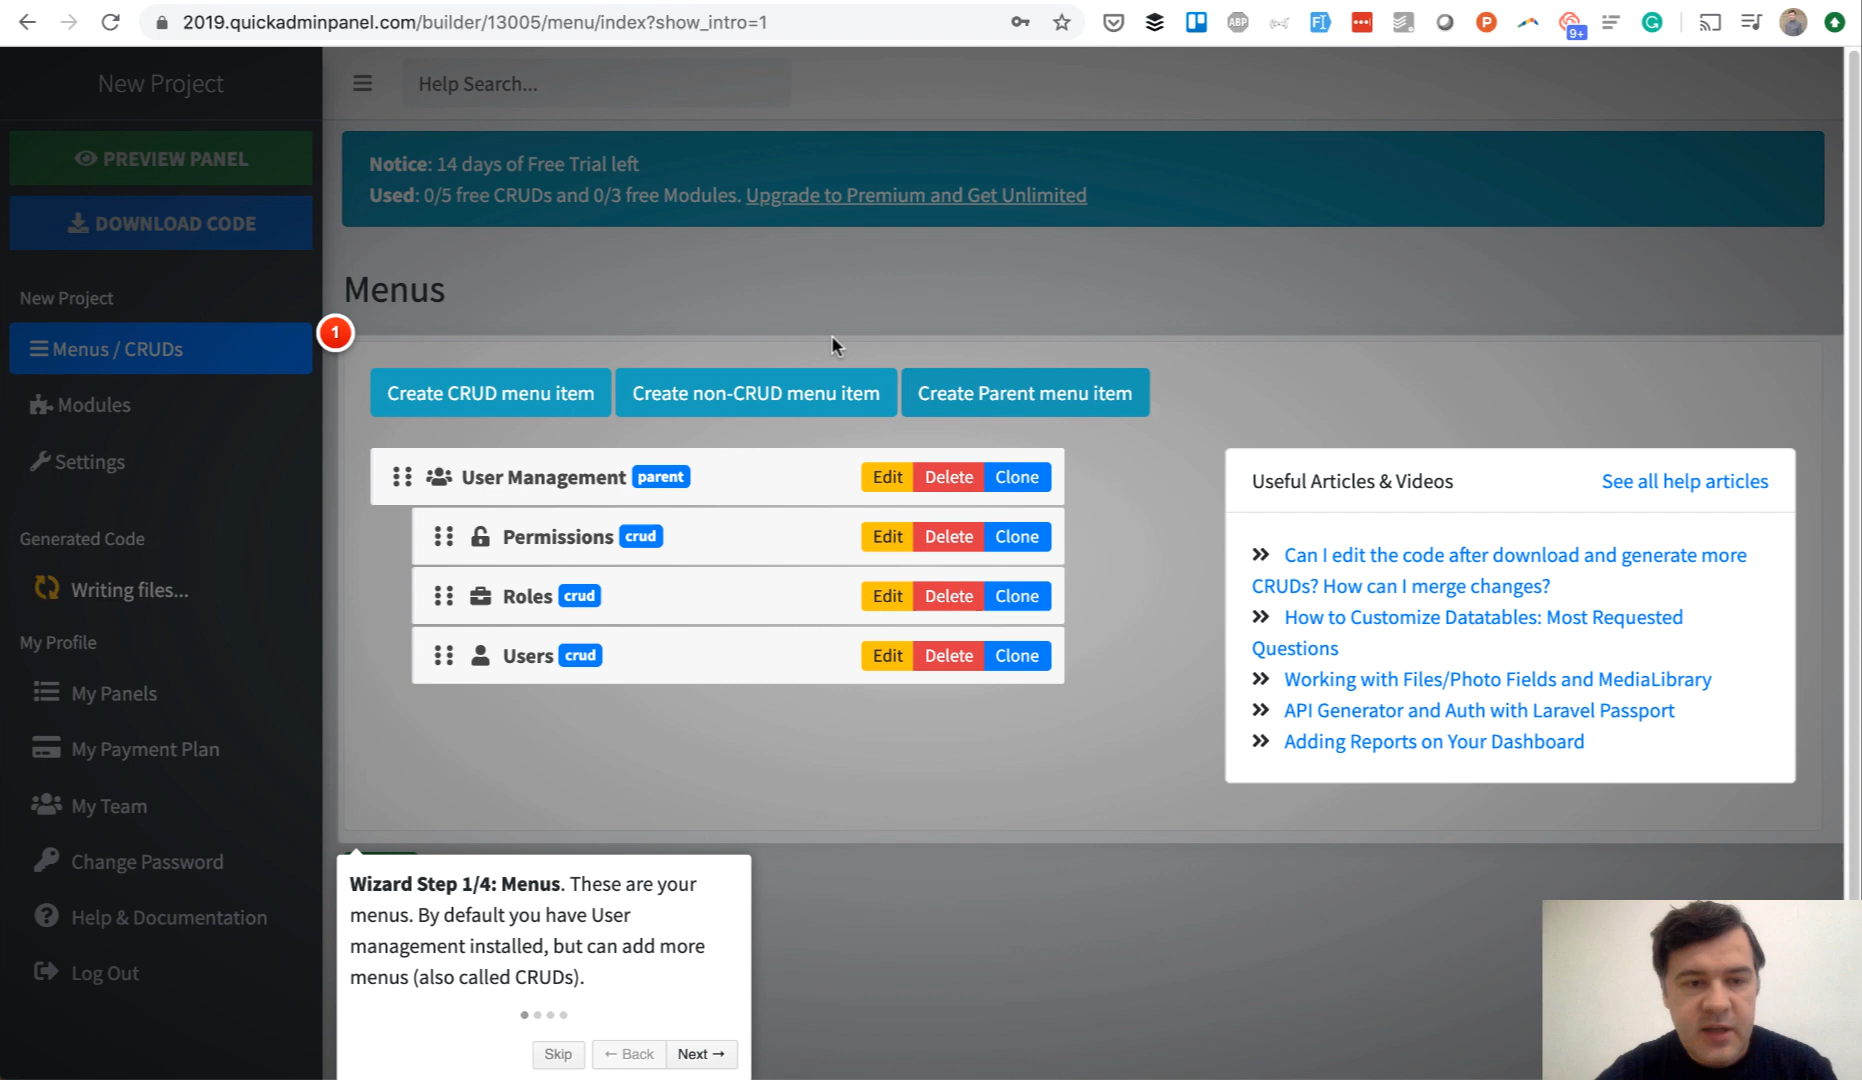 2019.quickadminpanel.com/builder/13005/menu/index?show_intro=1
ABP
P
9+
G
New Project
Help Search...
PREVIEW PANEL
DOWNLOAD CODE
Notice: 14 days of Free Trial left
Used: 0/5 free CRUDs and 0/3 free Modules. Upgrade to Premium and Get Unlimited
New Project
Menus / CRUDs
Modules
Settings
Generated Code
Writing files...
My Profile
My Panels
My Payment Plan
My Team
Change Password
Help & Documentation
Log Out
Menus
1
Create CRUD menu item
Create non-CRUD menu item
Create Parent menu item
User Management parent
Edit Delete Clone
Permissions crud
Edit Delete Clone
Roles crud
Edit Delete Clone
Users crud
Edit Delete Clone
Useful Articles & Videos
See all help articles
Can I edit the code after download and generate more
CRUDs? How can I merge changes?
How to Customize Datatables: Most Requested
Questions
Working with Files/Photo Fields and MediaLibrary
API Generator and Auth with Laravel Passport
Adding Reports on Your Dashboard
Wizard Step 1/4: Menus. These are your
menus. By default you have User
management installed, but can add more
menus (also called CRUDs).
Skip
← Back
Next →